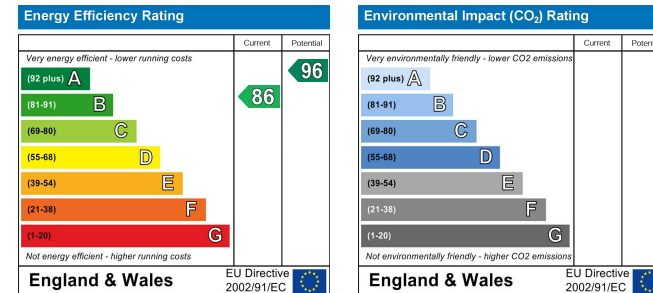 Energy Efficiency Rating
Current Potential
Very energy efficient - lower running costs
(92 plus) A
96
(81-91) B
86
(69-80) C
(55-68) D
(39-54) E
(21-38) F
(1-20) G
Not energy efficient - higher running costs
England & Wales
EU Directive
2002/91/EC
Environmental Impact (CO₂) Rating
Current Potent
Very environmentally friendly - lower CO2 emissions
(92 plus) A
(81-91) B
(69-80) C
(55-68) D
(39-54) E
(21-38) F
(1-20) G
Not environmentally friendly - higher CO2 emissions
England & Wales
EU Directive
2002/91/EC